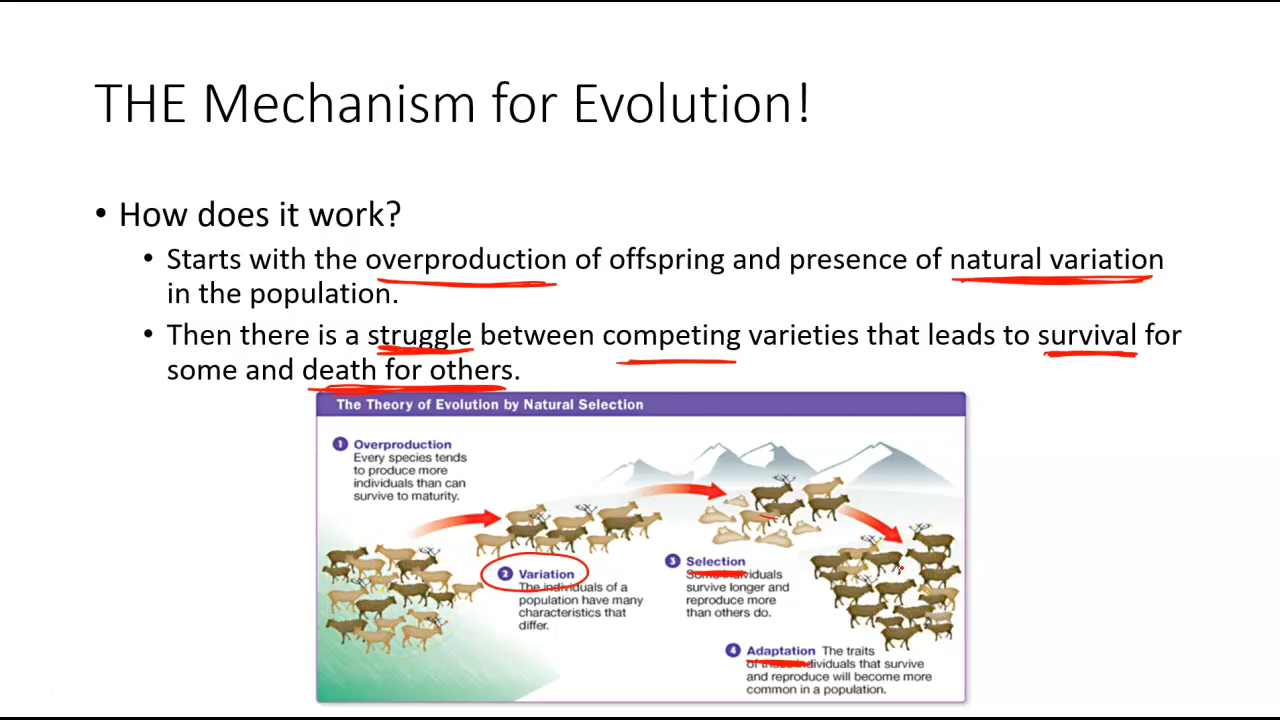 THE Mechanism for Evolution!
• How does it work?
• Starts with the overproduction of offspring and presence of natural variation
in the population.
• Then there is a struggle between competing varieties that leads to survival for
some and death for others.
The Theory of Evolution by Natural Selection
1 Overproduction
Every species tends
to produce more
individuals than can
survive to maturity.
2 Variation
The individuals of a
population have many
characteristics that
differ.
3 Selection
Some individuals
survive longer and
reproduce more
than others do.
4 Adaptation The traits
of those individuals that survive
and reproduce will become more
common in a population.